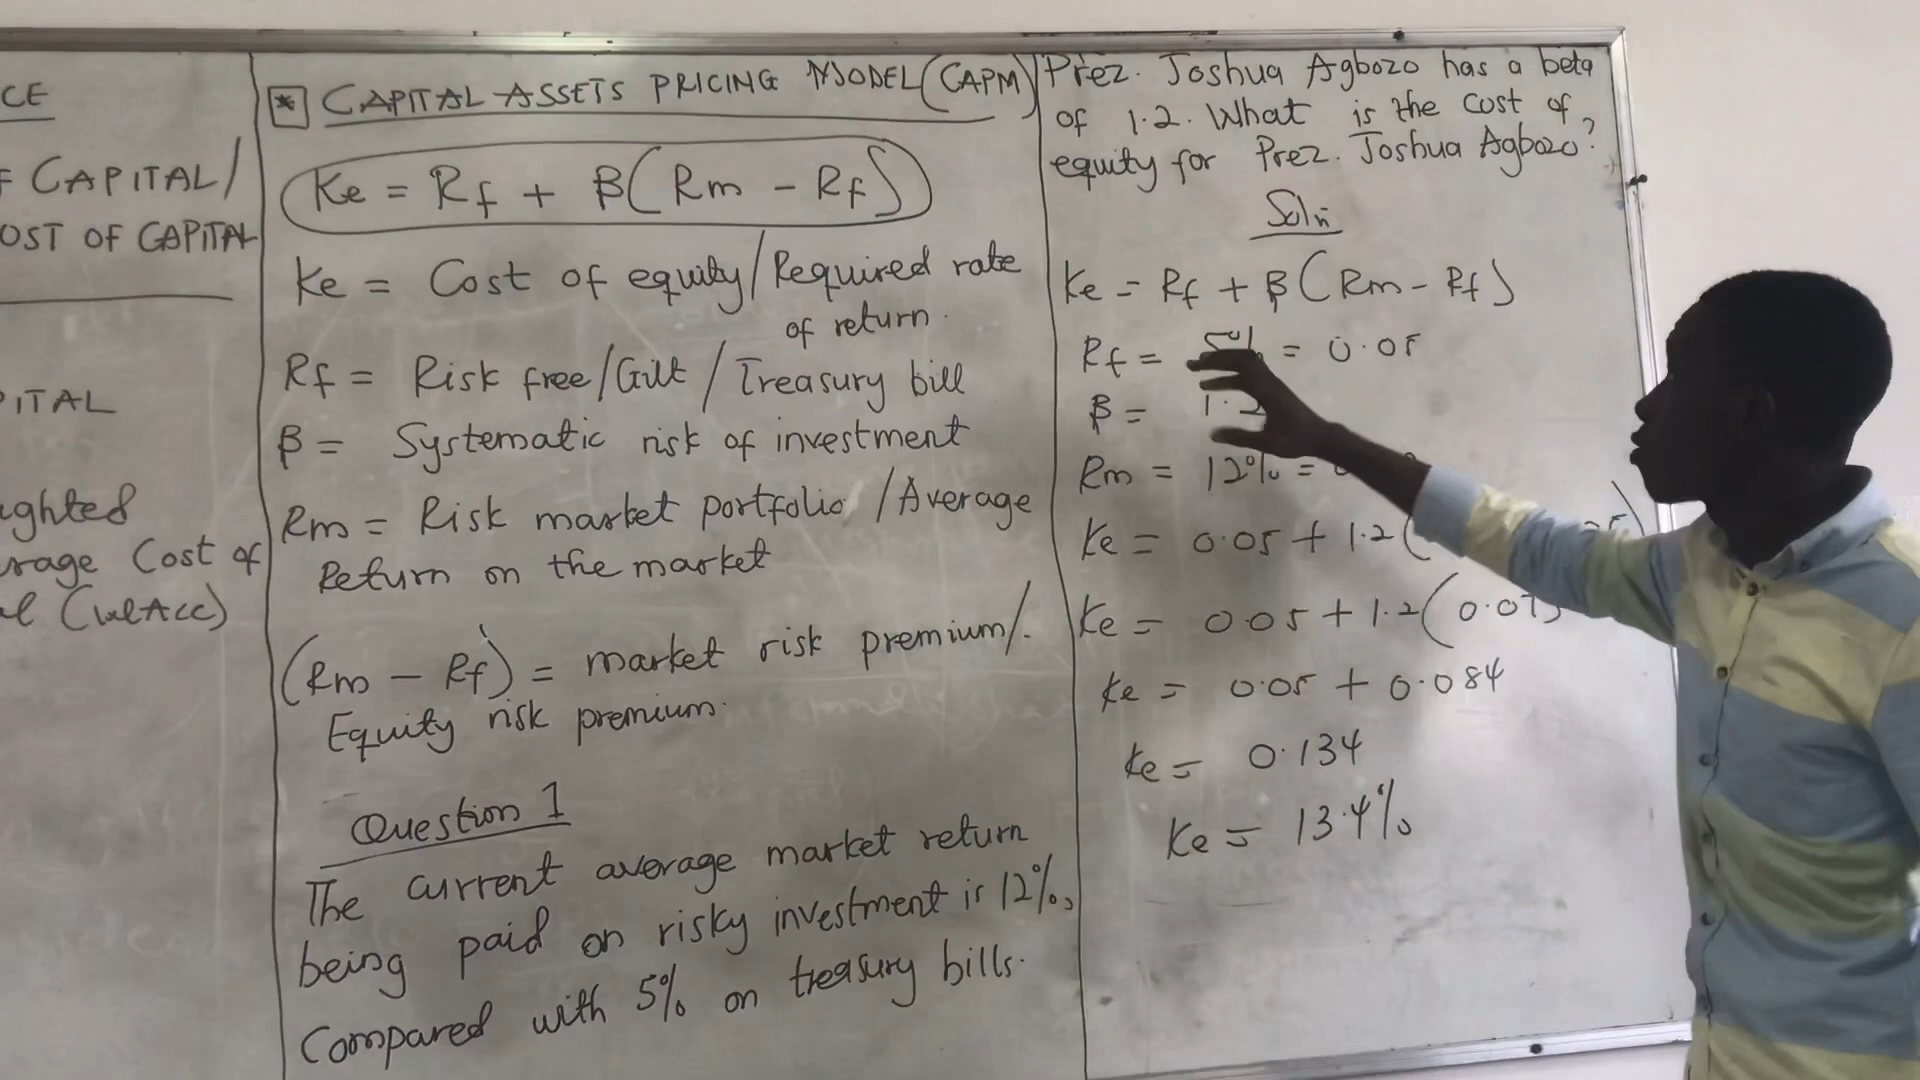 CE
CAPITAL/
OST OF CAPITAL
PITAL
ighted
rage Cost of
(WACC)
* CAPITAL ASSETS PRICING MODEL (CAPM)
Ke = Rf + β(Rm - Rf)
Ke = Cost of equity/Required rate
of return.
Rf = Risk free/Gilt/Treasury bill
β = Systematic risk of investment
Rm = Risk market portfolio/Average
Return on the market
(Rm - Rf) = market risk premium/.
Equity risk premium.
Question 1
The current average market return
being paid on risky investment is 12%,
Compared with 5% on treasury bills.
Prez. Joshua Agbozo has a beta
of 1.2. What is the cost of
equity for Prez. Joshua Agbozo?
Soln
Ke = Rf + β(Rm - Rf)
Rf = 5% = 0.05
β = 1.2
Rm = 12% =
Ke = 0.05 + 1.2(
Ke = 0.05 + 1.2(0.07)
Ke = 0.05 + 0.084
Ke = 0.134
Ke = 13.4%